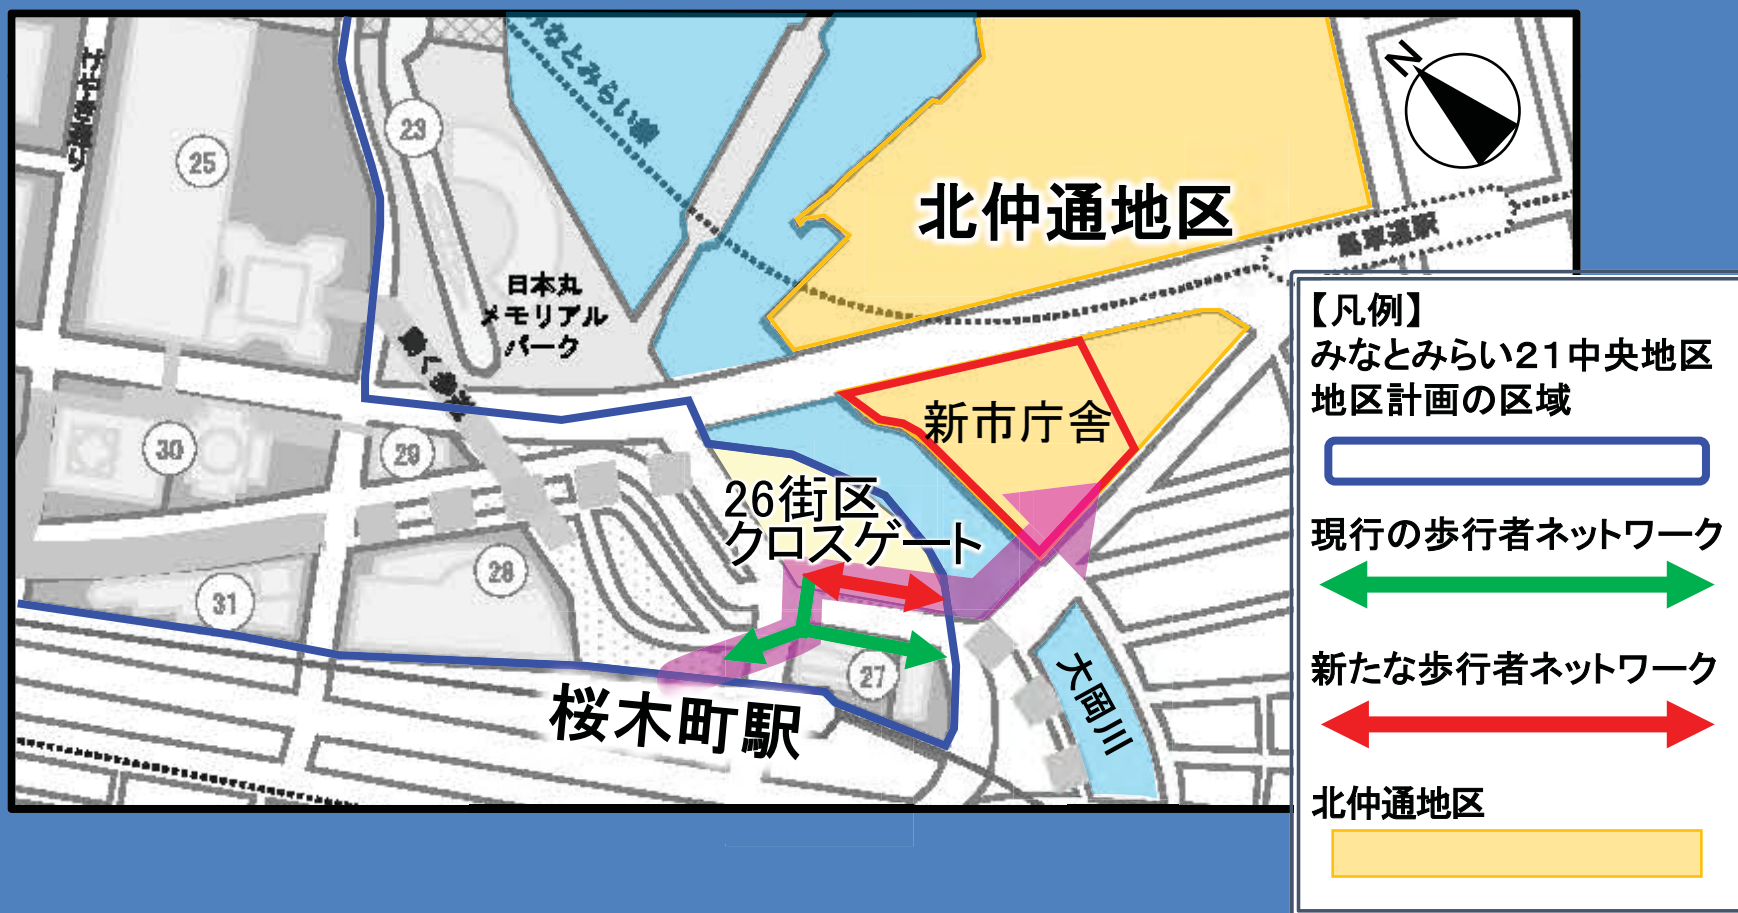 けやき通り
みなとみらい線
N
23
25
北仲通地区
馬車道駅
日本丸
メモリアル
パーク
新市庁舎
30
29
26街区
クロスゲート
28
31
27
桜木町駅
大岡川
【凡例】
みなとみらい21中央地区
地区計画の区域
現行の歩行者ネットワーク
新たな歩行者ネットワーク
北仲通地区